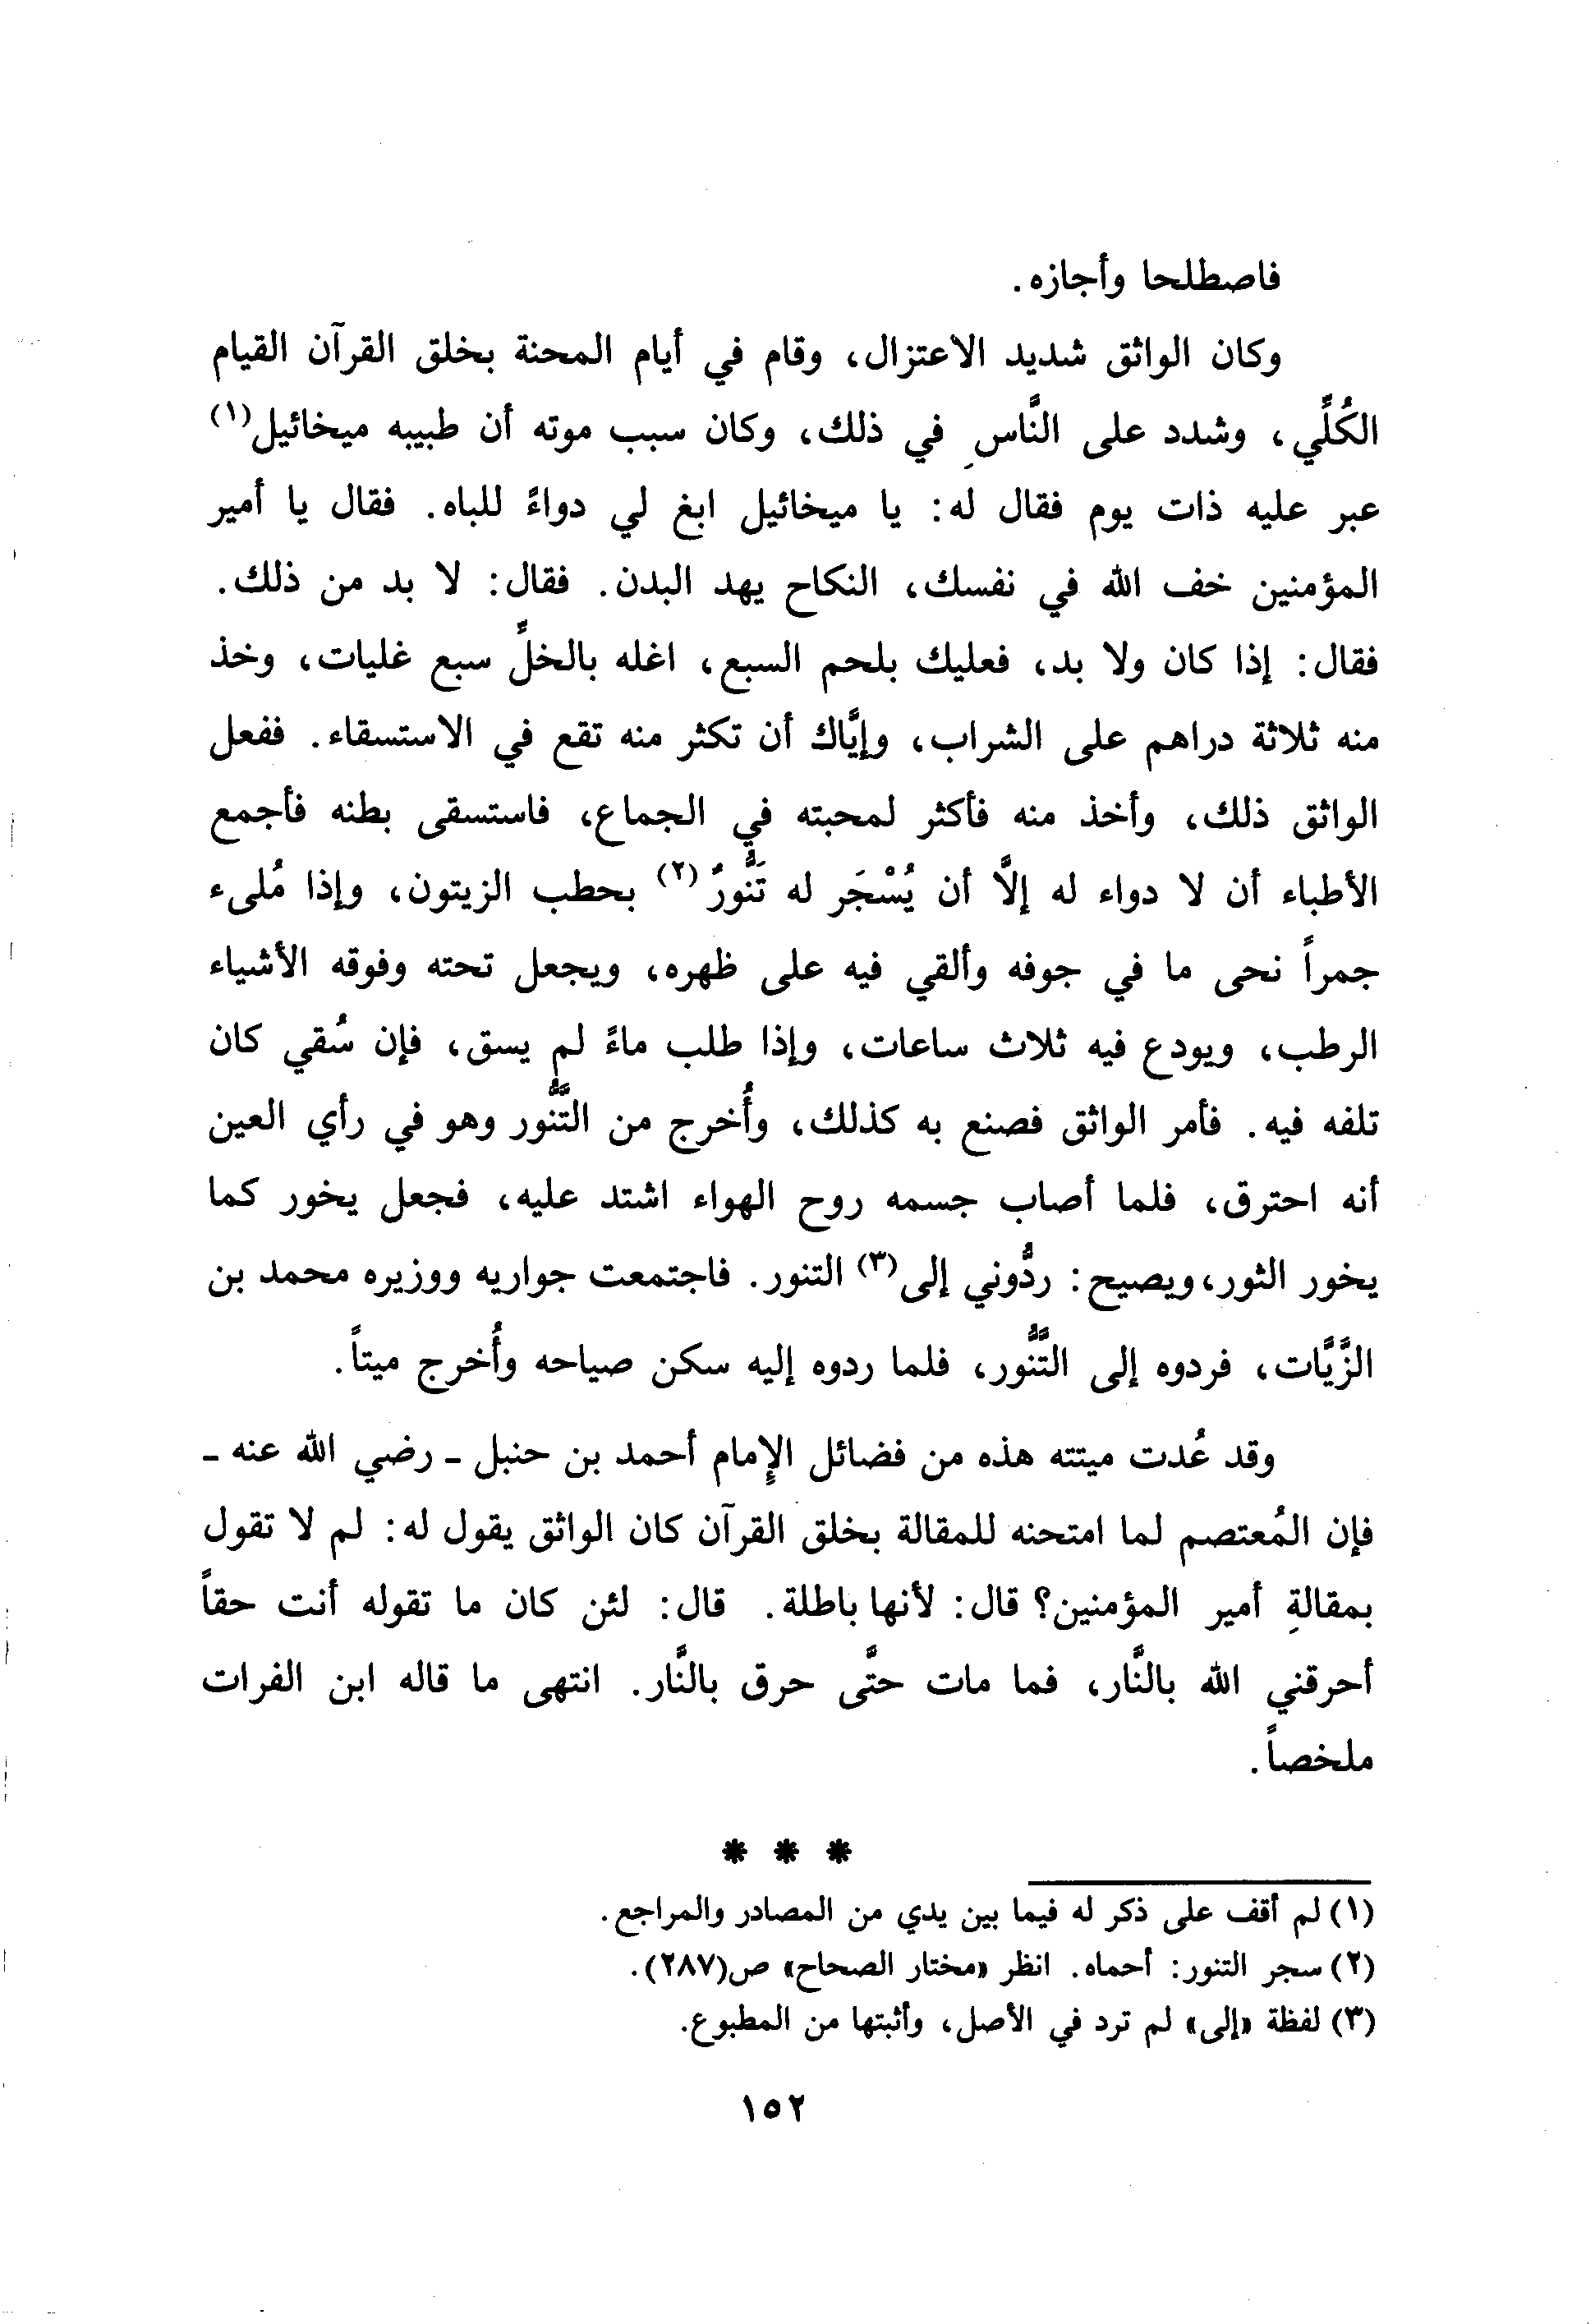 فاصطلحا وأجازه.
وكان الواثق شديد الاعتزال، وقام في أيام المحنة بخلق القرآن القيام
الكُلِّي، وشدد على النَّاسِ في ذلك، وكان سبب موته أن طبيبه ميخائيل(١)
عبر عليه ذات يوم فقال له: يا ميخائيل ابغ لي دواءً للباه. فقال يا أمير
المؤمنين خف الله في نفسك، النكاح يهد البدن. فقال: لا بد من ذلك.
فقال: إذا كان ولا بد، فعليك بلحم السبع، اغله بالخلِّ سبع غليات، وخذ
منه ثلاثة دراهم على الشراب، وإيَّاك أن تكثر منه تقع في الاستسقاء. ففعل
الواثق ذلك، وأخذ منه فأكثر لمحبته في الجماع، فاستسقى بطنه فأجمع
الأطباء أن لا دواء له إلَّا أن يُسْجَر له تَنُّورٌ(٢) بحطب الزيتون، وإذا مُلىء
جمراً نحى ما في جوفه وألقي فيه على ظهره، ويجعل تحته وفوقه الأشياء
الرطب، ويودع فيه ثلاث ساعات، وإذا طلب ماءً لم يسق، فإن سُقي كان
تلفه فيه. فأمر الواثق فصنع به كذلك، وأُخرج من التَّنُّور وهو في رأي العين
أنه احترق، فلما أصاب جسمه روح الهواء اشتد عليه، فجعل يخور كما
يخور الثور، ويصيح: ردُّوني إلى(٣) التنور. فاجتمعت جواريه ووزيره محمد بن
الزَّيَّات، فردوه إلى التَّنُّور، فلما ردوه إليه سكن صياحه وأُخرج ميتاً.
وقد عُدت ميتته هذه من فضائل الإمام أحمد بن حنبل ـ رضي الله عنه ـ
فإن المُعتصم لما امتحنه للمقالة بخلق القرآن كان الواثق يقول له: لم لا تقول
بمقالةِ أمير المؤمنين؟ قال: لأنها باطلة. قال: لئن كان ما تقوله أنت حقاً
أحرقني الله بالنَّار، فما مات حتَّى حرق بالنَّار. انتهى ما قاله ابن الفرات
ملخصاً.
* * *
(١) لم أقف على ذكر له فيما بين يدي من المصادر والمراجع.
(٢) سجر التنور: أحماه. انظر «مختار الصحاح» ص(٢٨٧).
(٣) لفظة «إلى» لم ترد في الأصل، وأثبتها من المطبوع.
١٥٢